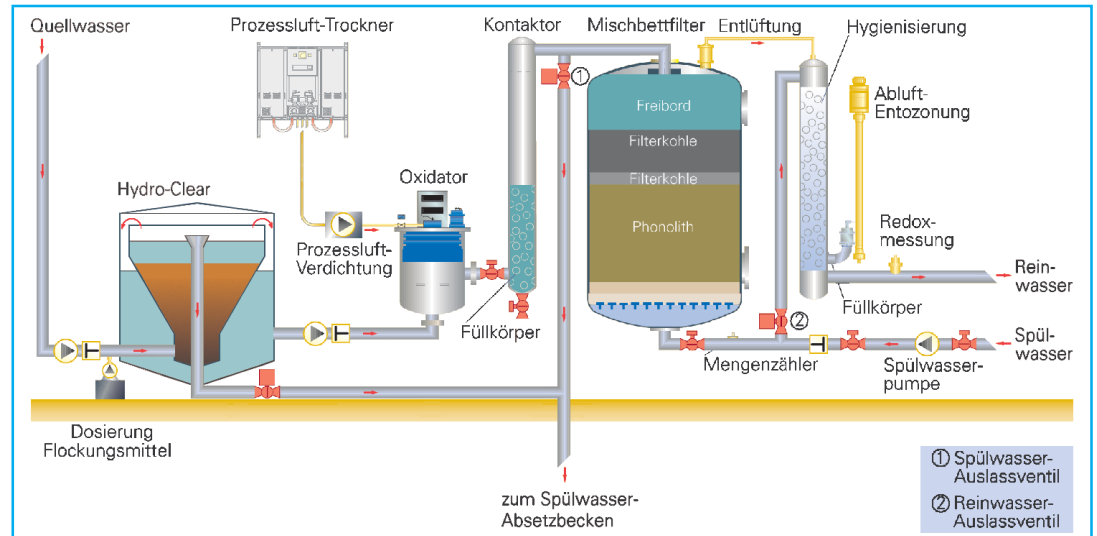 Quellwasser
Prozessluft-Trockner
Kontaktor
Mischbettfilter
Entlüftung
Hygienisierung
①
Abluft-
Entozonung
Freibord
Filterkohle
Filterkohle
Phonolith
Hydro-Clear
Oxidator
Prozessluft-
Verdichtung
Füllkörper
Redox-
messung
Rein-
wasser
Füllkörper
②
Mengenzähler
Spülwasser-
pumpe
Spül-
wasser
Dosierung
Flockungsmittel
zum Spülwasser-
Absetzbecken
① Spülwasser-
Auslassventil
② Reinwasser-
Auslassventil